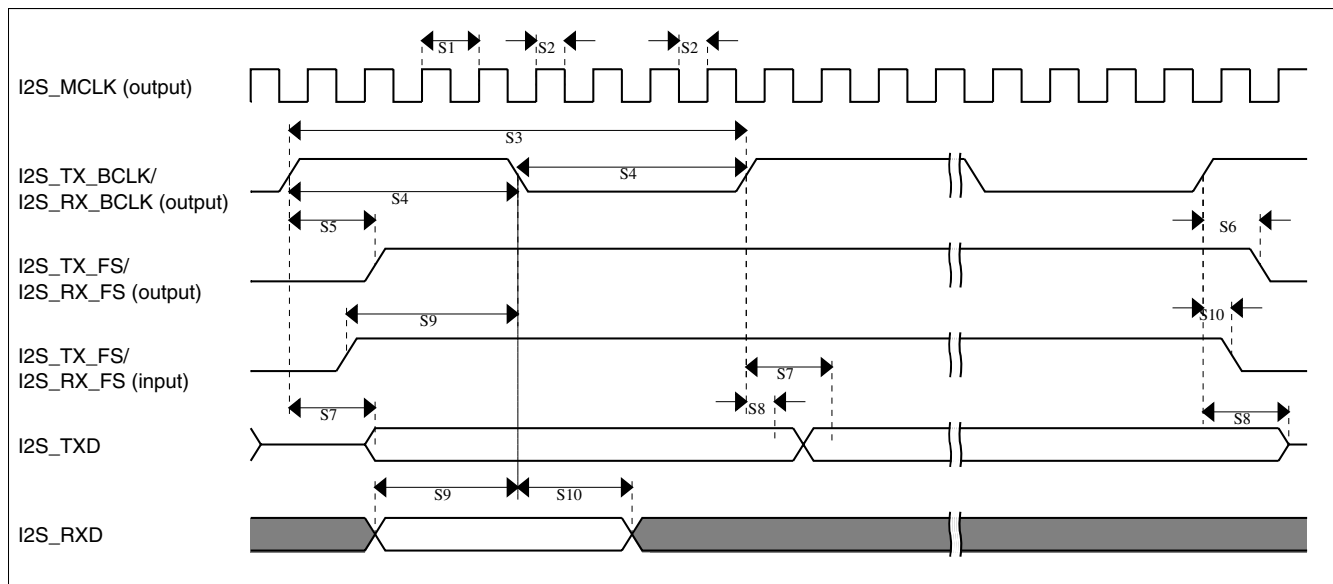 S1
S2
S2
I2S_MCLK (output)
S3
I2S_TX_BCLK/
I2S_RX_BCLK (output)
S4
S4
S5
S6
I2S_TX_FS/
I2S_RX_FS (output)
S9
S10
I2S_TX_FS/
I2S_RX_FS (input)
S7
S7
S8
S8
I2S_TXD
S9
S10
I2S_RXD